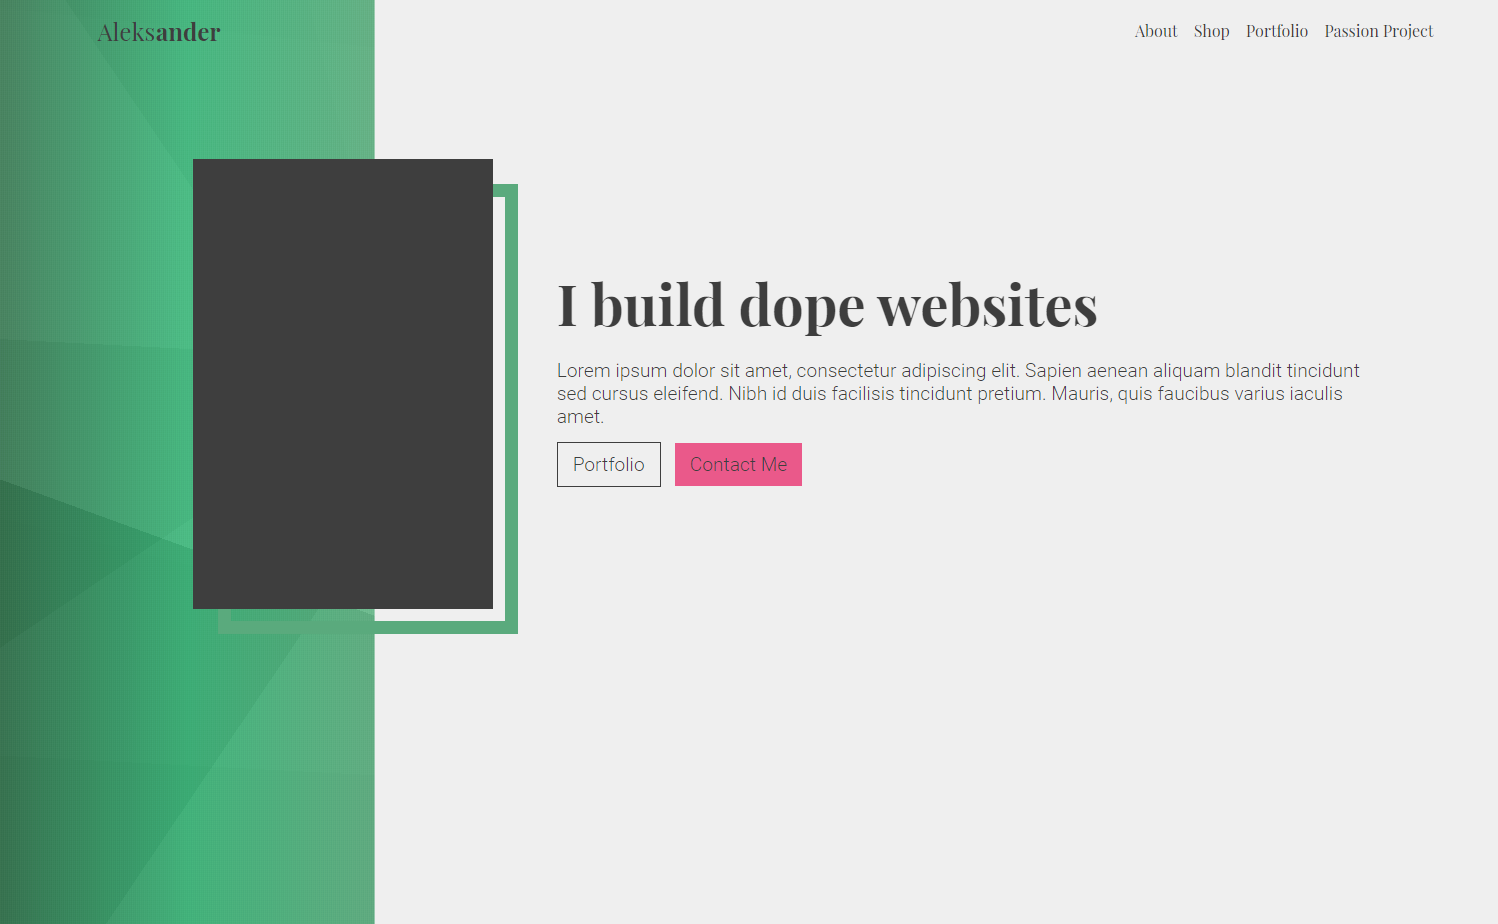 Aleksander
About Shop Portfolio Passion Project
I build dope websites
Lorem ipsum dolor sit amet, consectetur adipiscing elit. Sapien aenean aliquam blandit tincidunt
sed cursus eleifend. Nibh id duis facilisis tincidunt pretium. Mauris, quis faucibus varius iaculis
amet.
Portfolio Contact Me